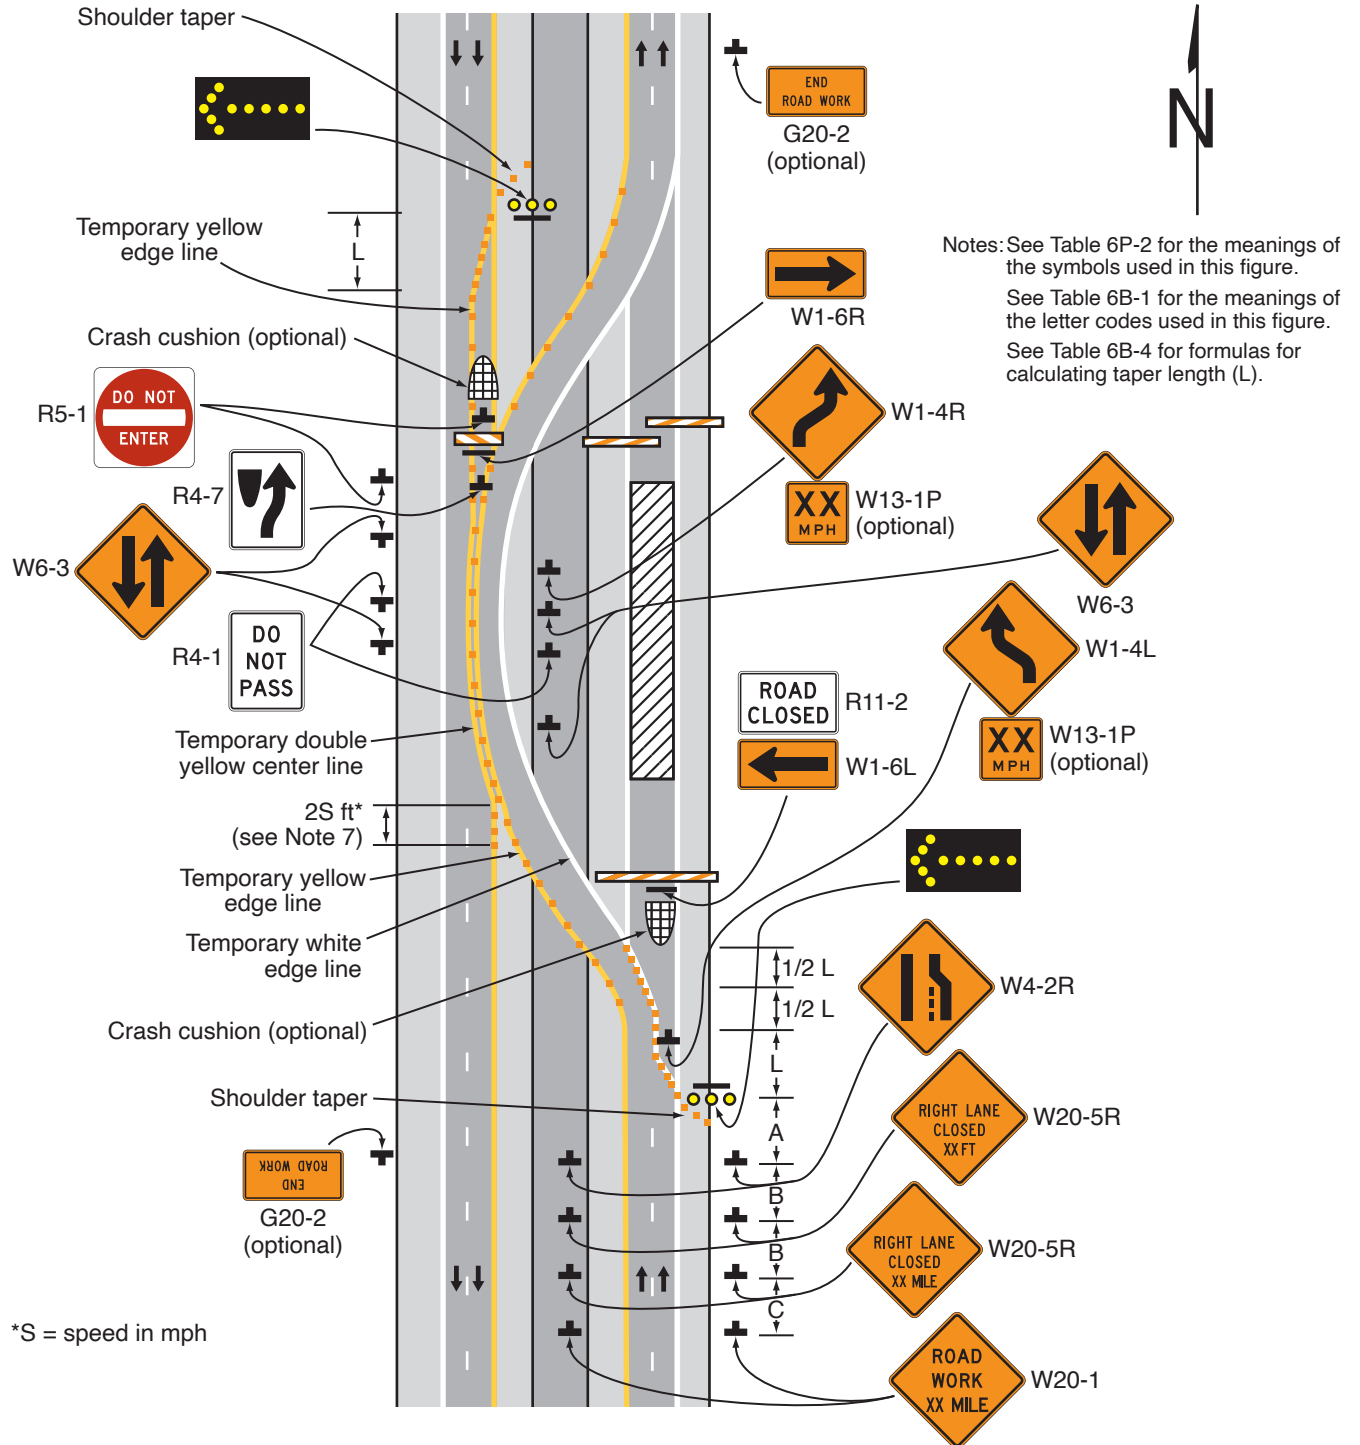 Shoulder taper
END
ROAD WORK
G20-2
(optional)
N
Temporary yellow
edge line
L
Notes: See Table 6P-2 for the meanings of
the symbols used in this figure.
See Table 6B-1 for the meanings of
the letter codes used in this figure.
See Table 6B-4 for formulas for
calculating taper length (L).
W1-6R
Crash cushion (optional)
R5-1
DO NOT
ENTER
W1-4R
R4-7
XX
MPH
W13-1P
(optional)
W6-3
W6-3
R4-1
DO
NOT
PASS
W1-4L
ROAD
CLOSED
R11-2
W1-6L
XX
MPH
W13-1P
(optional)
Temporary double
yellow center line
2S ft*
(see Note 7)
Temporary yellow
edge line
Temporary white
edge line
1/2 L
1/2 L
W4-2R
Crash cushion (optional)
L
Shoulder taper
A
RIGHT LANE
CLOSED
XX FT
W20-5R
END
ROAD WORK
G20-2
(optional)
B
B
RIGHT LANE
CLOSED
XX MILE
W20-5R
C
*S = speed in mph
ROAD
WORK
XX MILE
W20-1